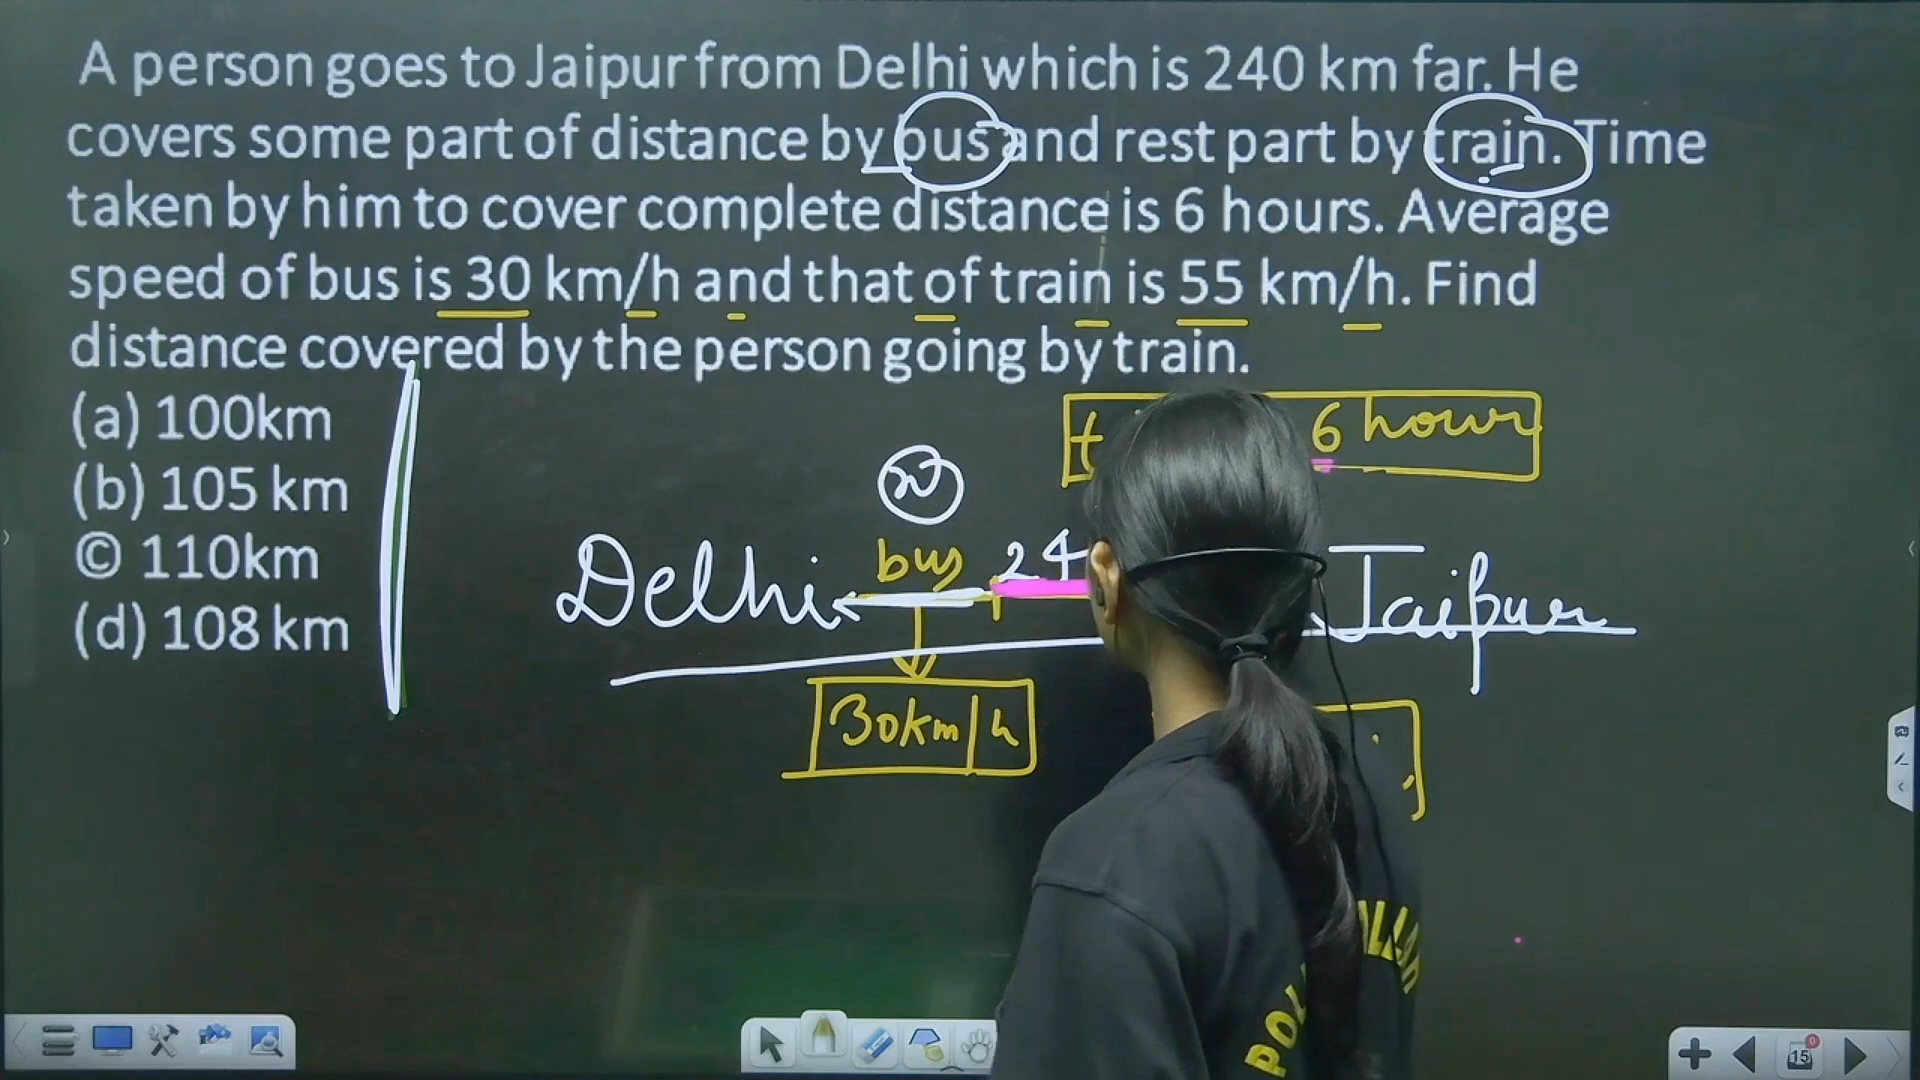 A person goes to Jaipur from Delhi which is 240 km far. He
covers some part of distance by bus and rest part by train. Time
taken by him to cover complete distance is 6 hours. Average
speed of bus is 30 km/h and that of train is 55 km/h. Find
distance covered by the person going by train.
(a) 100km
(b) 105 km
© 110km
(d) 108 km
t 6 hour
bus 24
Delhi Jaipur
30km/h
15